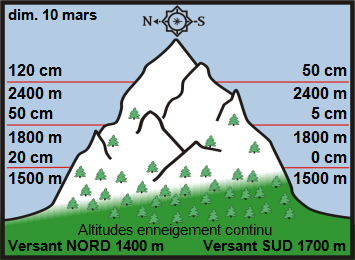 dim. 10 mars
N S
120 cm 50 cm
2400 m 2400 m
50 cm 5 cm
1800 m 1800 m
20 cm 0 cm
1500 m 1500 m
Altitudes enneigement continu
Versant NORD 1400 m Versant SUD 1700 m